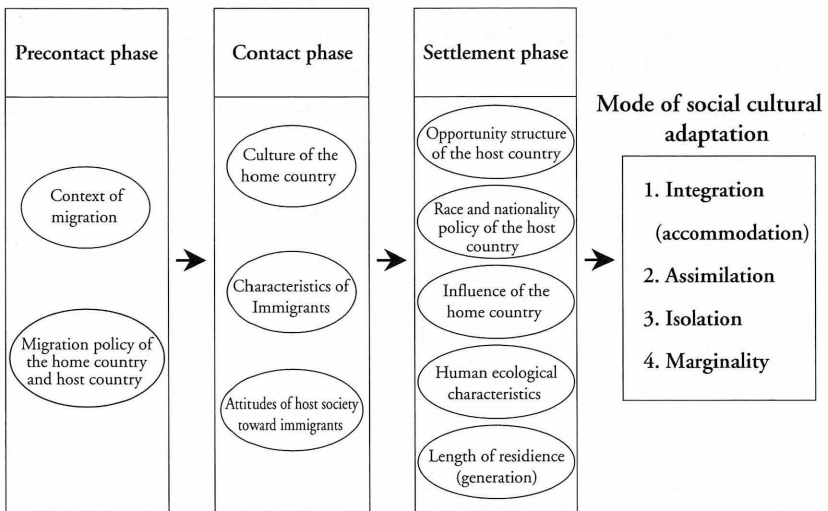 Precontact phase
Context of
migration
Migration policy of
the home country
and host country
Contact phase
Culture of the
home country
Characteristics of
Immigrants
Attitudes of host society
toward immigrants
Settlement phase
Opportunity structure
of the host country
Race and nationality
policy of the host
country
Influence of the
home country
Human ecological
characteristics
Length of residience
(generation)
Mode of social cultural
adaptation
1. Integration
(accommodation)
2. Assimilation
3. Isolation
4. Marginality